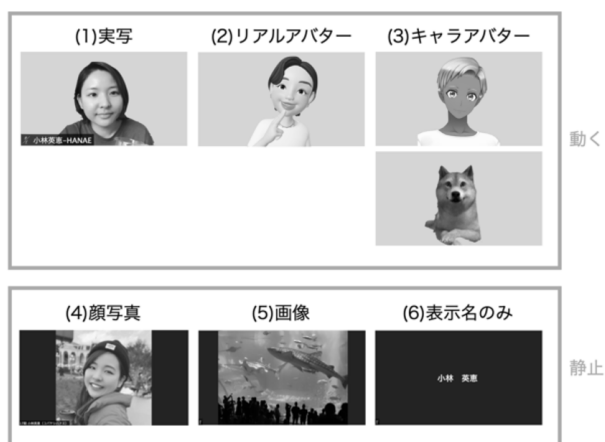 (1)実写
(2)リアルアバター
(3)キャラアバター
小林英恵-HANAE
動く
(4)顔写真
(5)画像
(6)表示名のみ
小林 英恵
静止